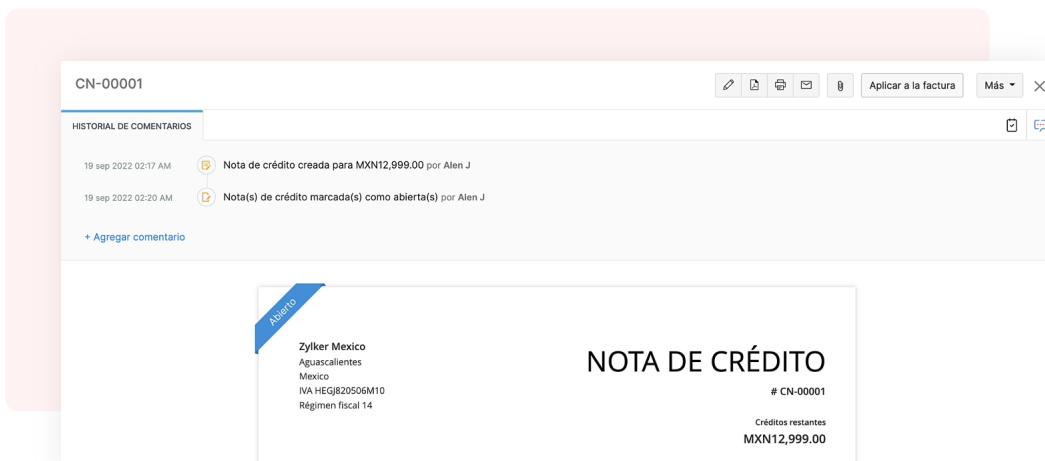 CN-00001
Aplicar a la factura
Más
HISTORIAL DE COMENTARIOS
19 sep 2022 02:17 AM Nota de crédito creada para MXN12,999.00 por Alen J
19 sep 2022 02:20 AM Nota(s) de crédito marcada(s) como abierta(s) por Alen J
+ Agregar comentario
Abierto
Zylker Mexico
Aguascalientes
Mexico
IVA HEGJ820506M10
Régimen fiscal 14
NOTA DE CRÉDITO
# CN-00001
Créditos restantes
MXN12,999.00